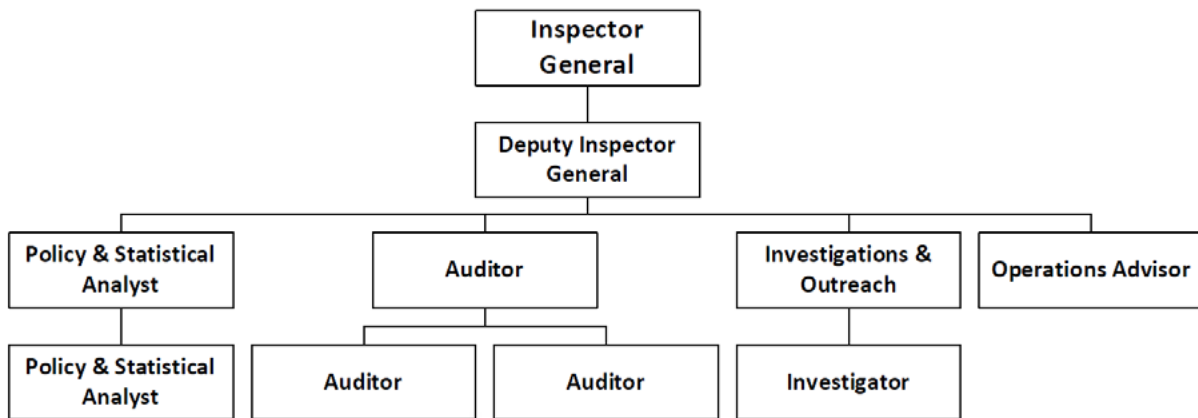 Inspector
General
Deputy Inspector
General
Policy & Statistical
Analyst
Auditor
Investigations &
Outreach
Operations Advisor
Policy & Statistical
Analyst
Auditor
Auditor
Investigator